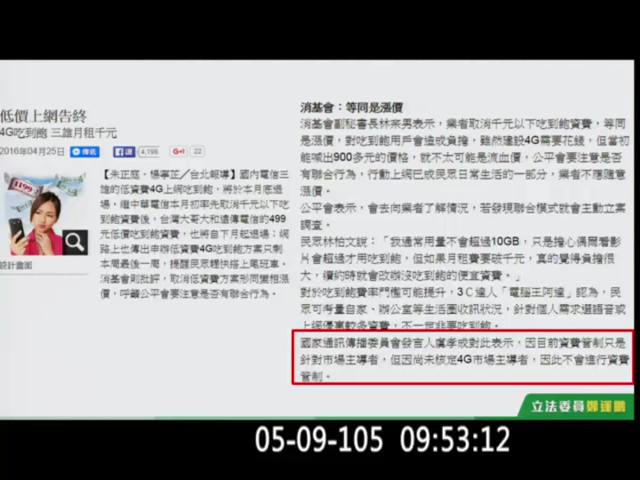 低價上網告終
4G吃到飽 三雄月租千元
2016年04月25日
傳送
讚
4,198
G+1
22
1199
設計畫面
【朱正庭、楊寧芷╱台北報導】國內電信三
雄的低資費4G上網吃到飽，將於本月底退
場，繼中華電信本月初率先取消千元以下吃到
飽資費後，台灣大哥大和遠傳電信的499
元低價吃到飽方案，也將自下月起退場；網
路上也傳出申辦低資費4G吃到飽方案只剩
本周最後一周，提醒民眾趕快搭上尾班車。
消基會則批評，取消低資費方案形同變相漲
價，呼籲公平會要注意是否有聯合行為。
消基會：等同是漲價
消基會副秘書長林宗男表示，業者取消千元以下吃到飽資費，等同
是漲價，對吃到飽用戶會造成負擔，雖然建設4G需要花錢，但當初
能喊出900多元的價格，就不太可能是流血價，公平會要注意是否
有聯合行為，行動上網已成民眾日常生活的一部分，業者不應隨意
漲價。
公平會表示，會去向業者了解情況，若發現聯合模式就會主動立案
調查。
民眾林柏文說：「我通常用量不會超過10GB，只是擔心偶爾看影
片會超過才用吃到飽，但如果月租費要破千元，真的覺得負擔很
大，續約時就會改辦沒吃到飽的便宜資費。」
對於吃到飽費率門檻可能提升，3C達人「電腦王阿達」認為，民
眾可考量自家、辦公室等生活圈收訊狀況，針對個人需求選語音或
上網優惠較多資費，不一定非要吃到飽。
國家通訊傳播委員會發言人虞孝成對此表示，因目前資費管制只是
針對市場主導者，但因尚未核定4G市場主導者，因此不會進行資費
管制。
立法委員鄭運鵬
05-09-105 09:53:12